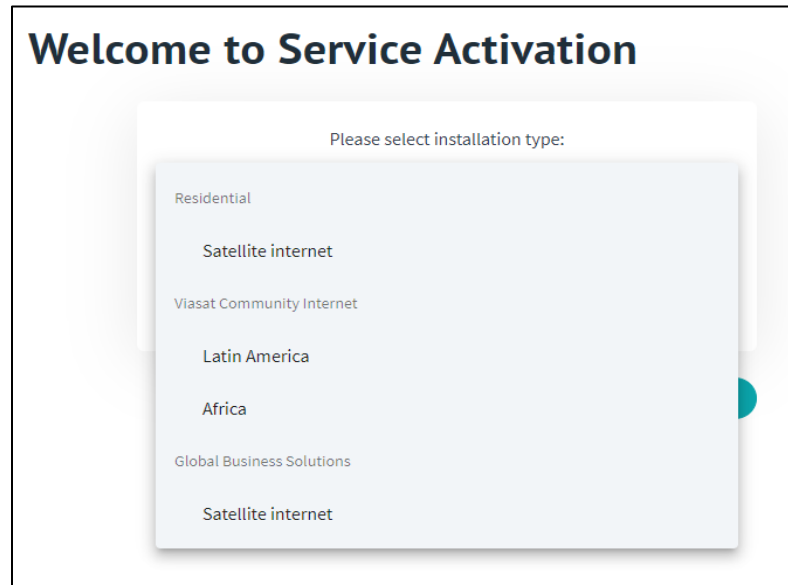 Welcome to Service Activation
Please select installation type:
Residential
Satellite internet
Viasat Community Internet
Latin America
Africa
Global Business Solutions
Satellite internet